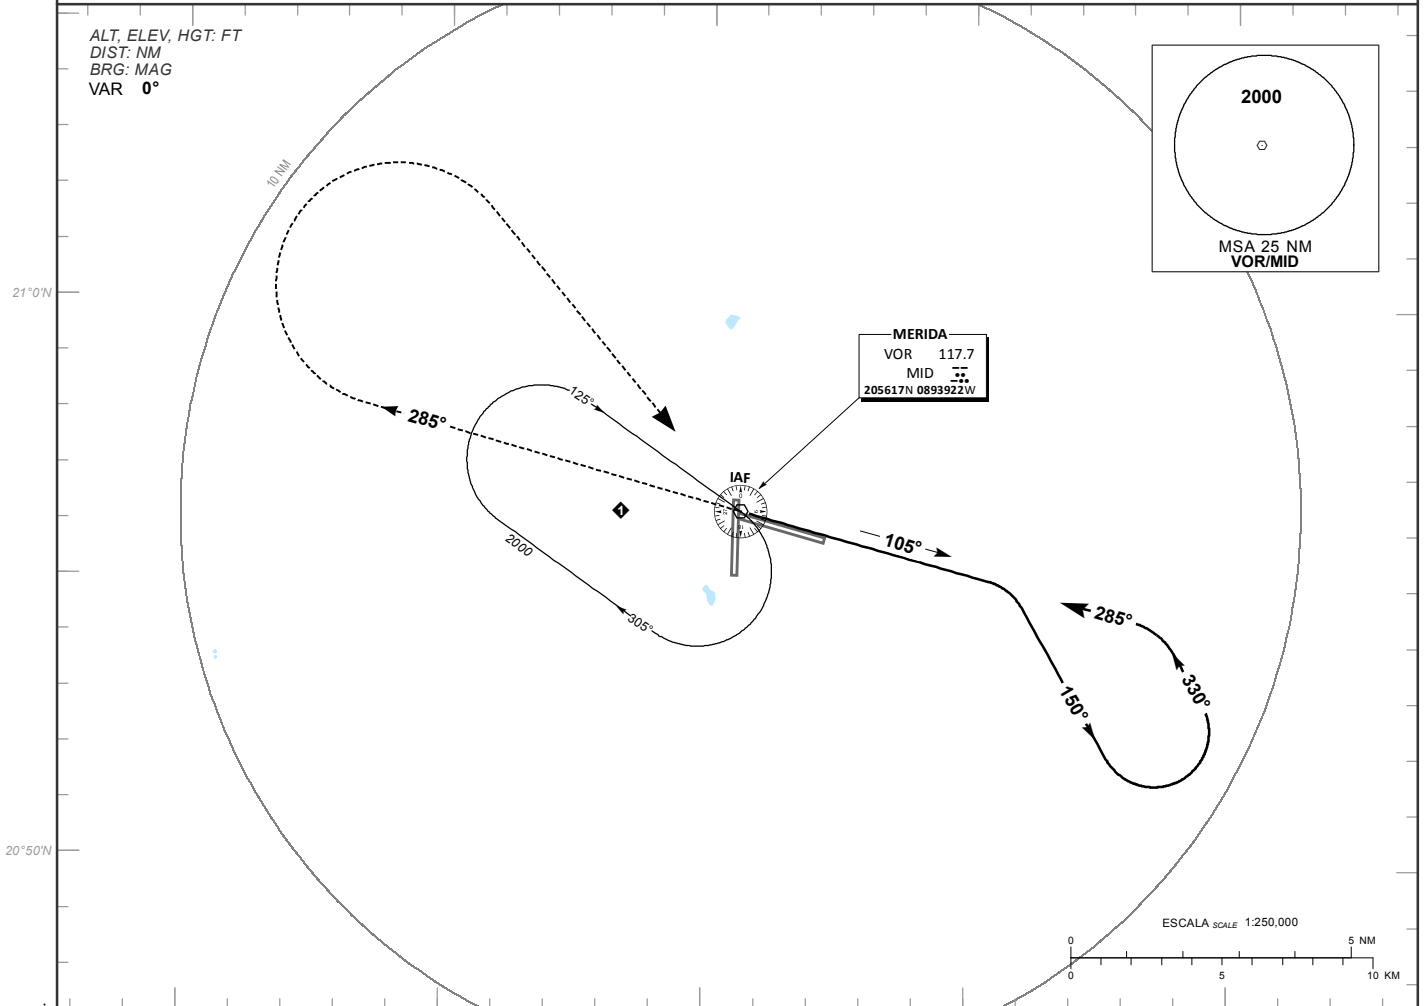 ALT, ELEV, HGT: FT
DIST: NM
BRG: MAG
VAR 0°
2000
MSA 25 NM
VOR/MID
10 NM
21°0'N
MERIDA
VOR 117.7
MID
205617N 0893922W
285°
125°
IAF
1
2000
305°
105°
285°
150°
330°
20°50'N
ESCALA SCALE 1:250,000
0 5 NM
0 5 10 KM